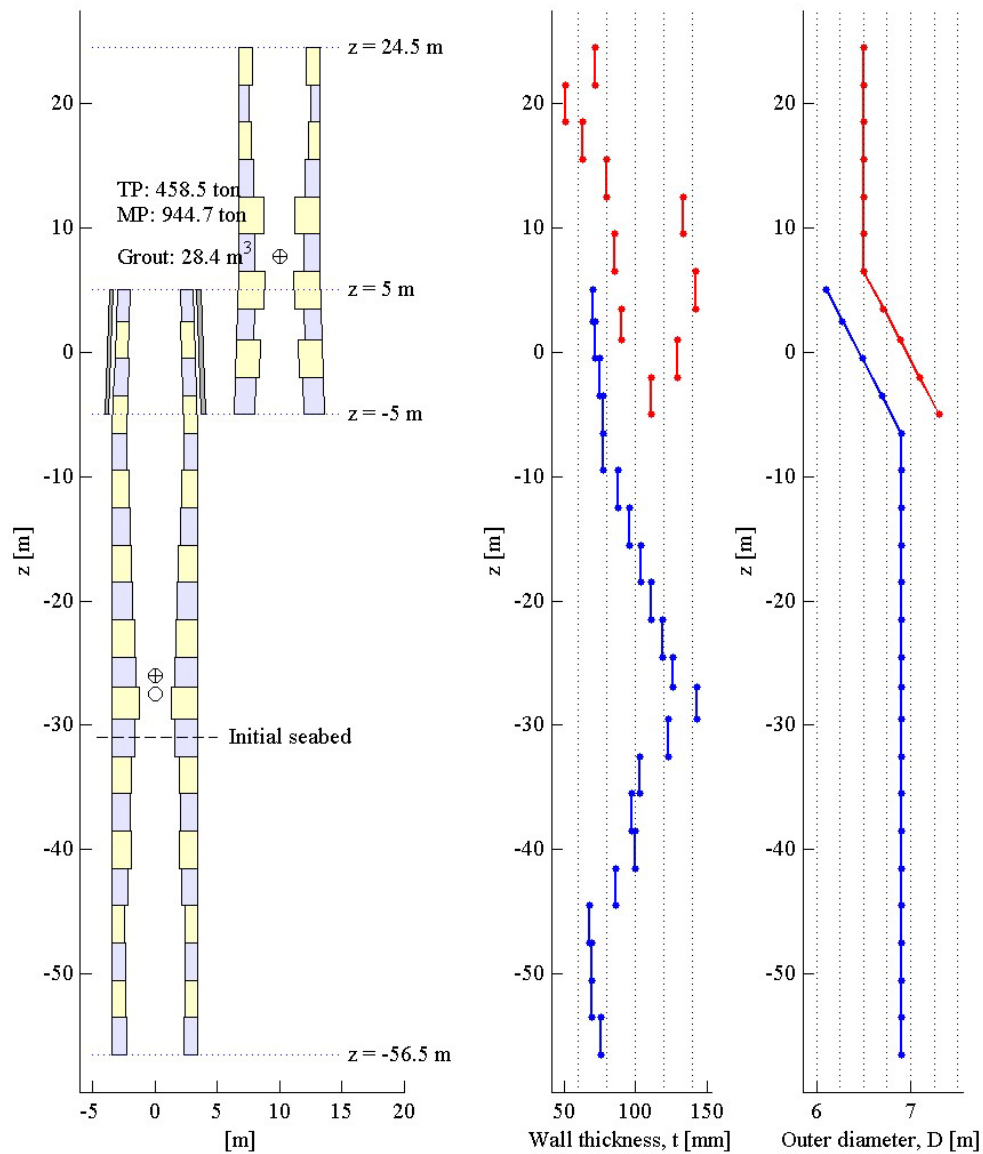 z = 24.5 m
TP: 458.5 ton
MP: 944.7 ton
Grout: 28.4 m³
z = 5 m
z = -5 m
Initial seabed
z = -56.5 m
20
10
0
-10
-20
-30
-40
-50
z [m]
-5 0 5 10 15 20
[m]
20
10
0
-10
-20
-30
-40
-50
z [m]
50 100 150
Wall thickness, t [mm]
20
10
0
-10
-20
-30
-40
-50
z [m]
6 7
Outer diameter, D [m]